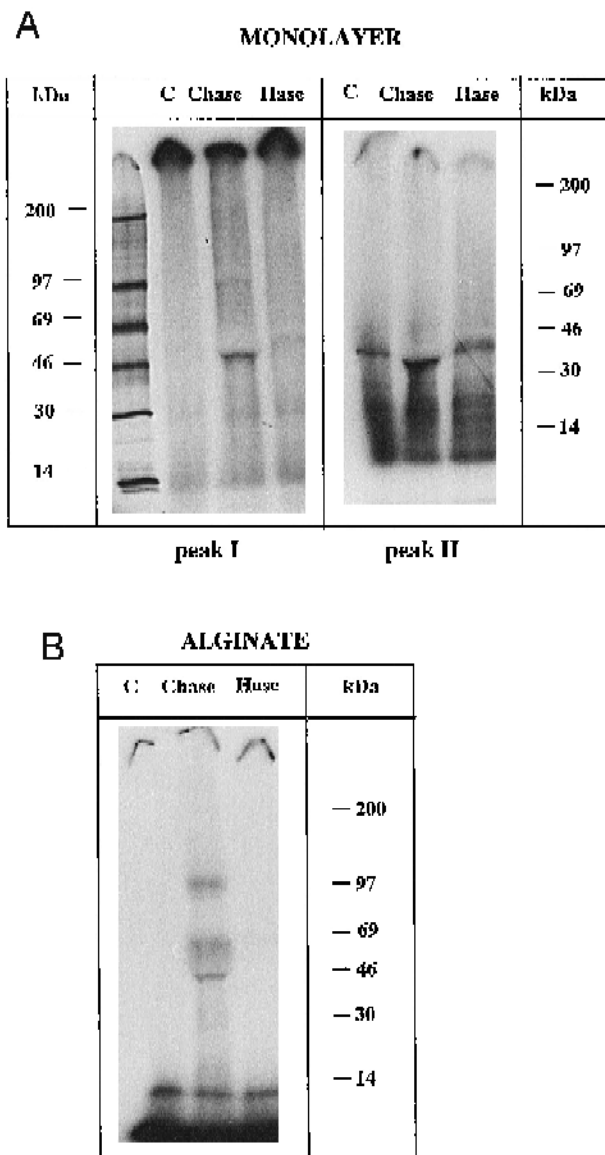 A
MONOLAYER
kDa C Chase Hase C Chase Hase kDa
200 — — 200
97 — 97
69 — — 69
46 — — 46
30 — 30
14 — 14
peak I peak II
B
ALGINATE
C Chase Hase kDa
— 200
— 97
— 69
— 46
— 30
— 14